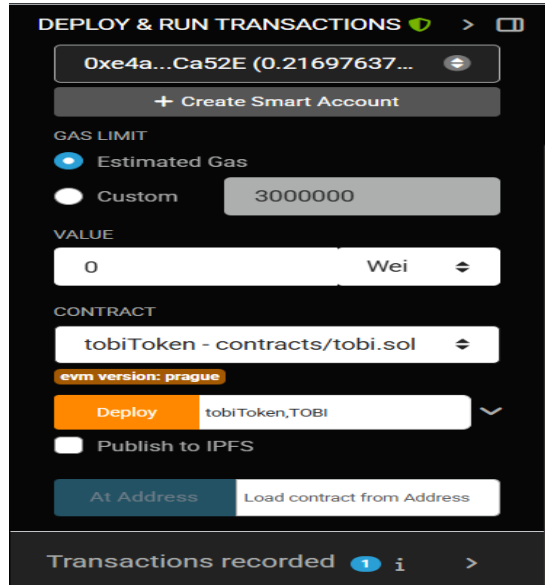 DEPLOY & RUN TRANSACTIONS
0xe4a...Ca52E (0.21697637...
+ Create Smart Account
GAS LIMIT
Estimated Gas
Custom 3000000
VALUE
0 Wei
CONTRACT
tobiToken - contracts/tobi.sol
evm version: prague
Deploy tobiToken,TOBI
Publish to IPFS
At Address Load contract from Address
Transactions recorded 1 i